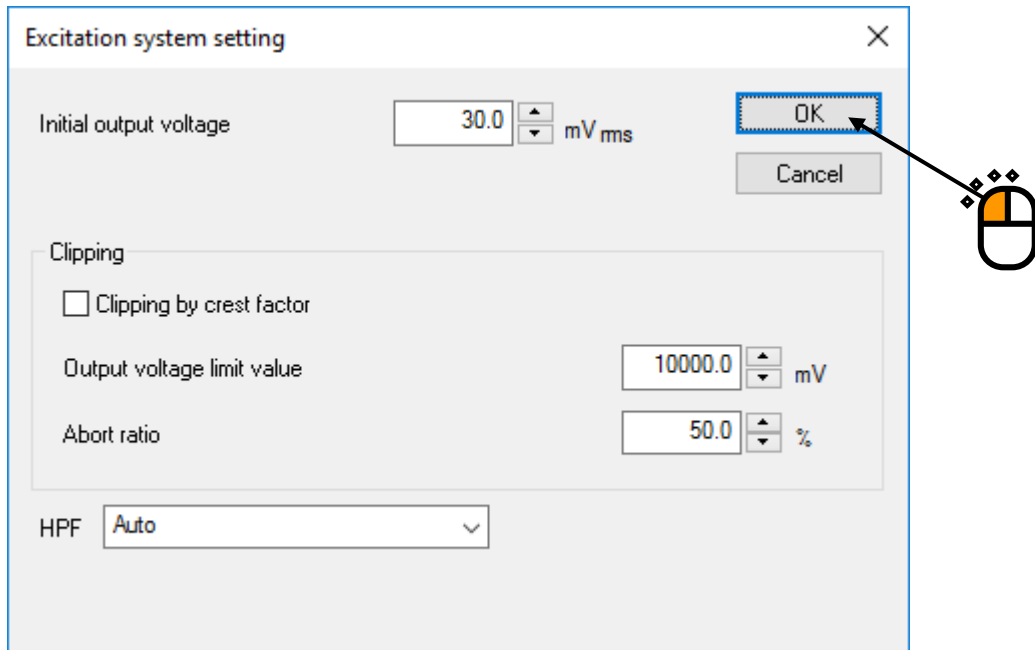 Excitation system setting
Initial output voltage 30.0 mV rms OK
Cancel
Clipping
Clipping by crest factor
Output voltage limit value 10000.0 mV
Abort ratio 50.0 %
HPF Auto